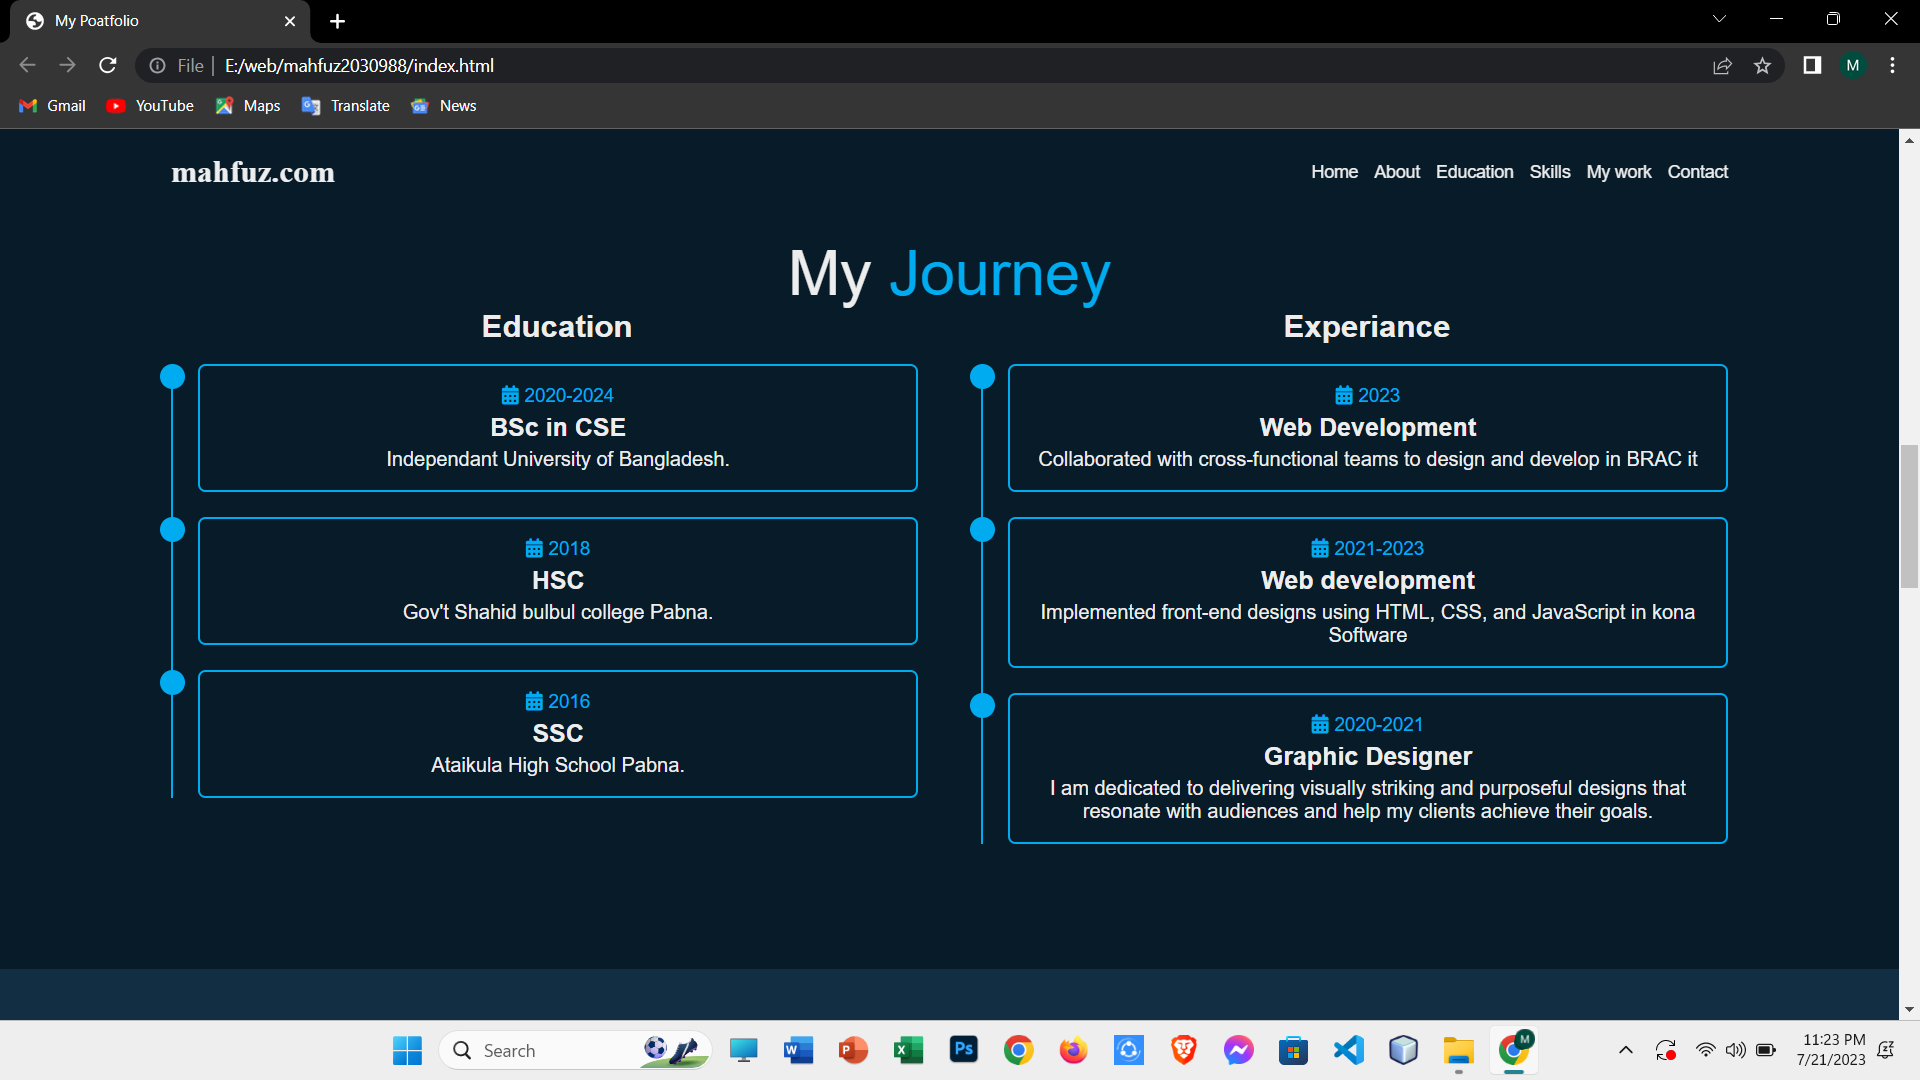 My Poatfolio
File
E:/web/mahfuz2030988/index.html
M
Gmail
YouTube
Maps
Translate
News
mahfuz.com
Home About Education Skills My work Contact
My Journey
Education
2020-2024
BSc in CSE
Independant University of Bangladesh.
2018
HSC
Gov't Shahid bulbul college Pabna.
2016
SSC
Ataikula High School Pabna.
Experiance
2023
Web Development
Collaborated with cross-functional teams to design and develop in BRAC it
2021-2023
Web development
Implemented front-end designs using HTML, CSS, and JavaScript in kona
Software
2020-2021
Graphic Designer
I am dedicated to delivering visually striking and purposeful designs that
resonate with audiences and help my clients achieve their goals.
Search
W
P
X
Ps
M
11:23 PM
7/21/2023